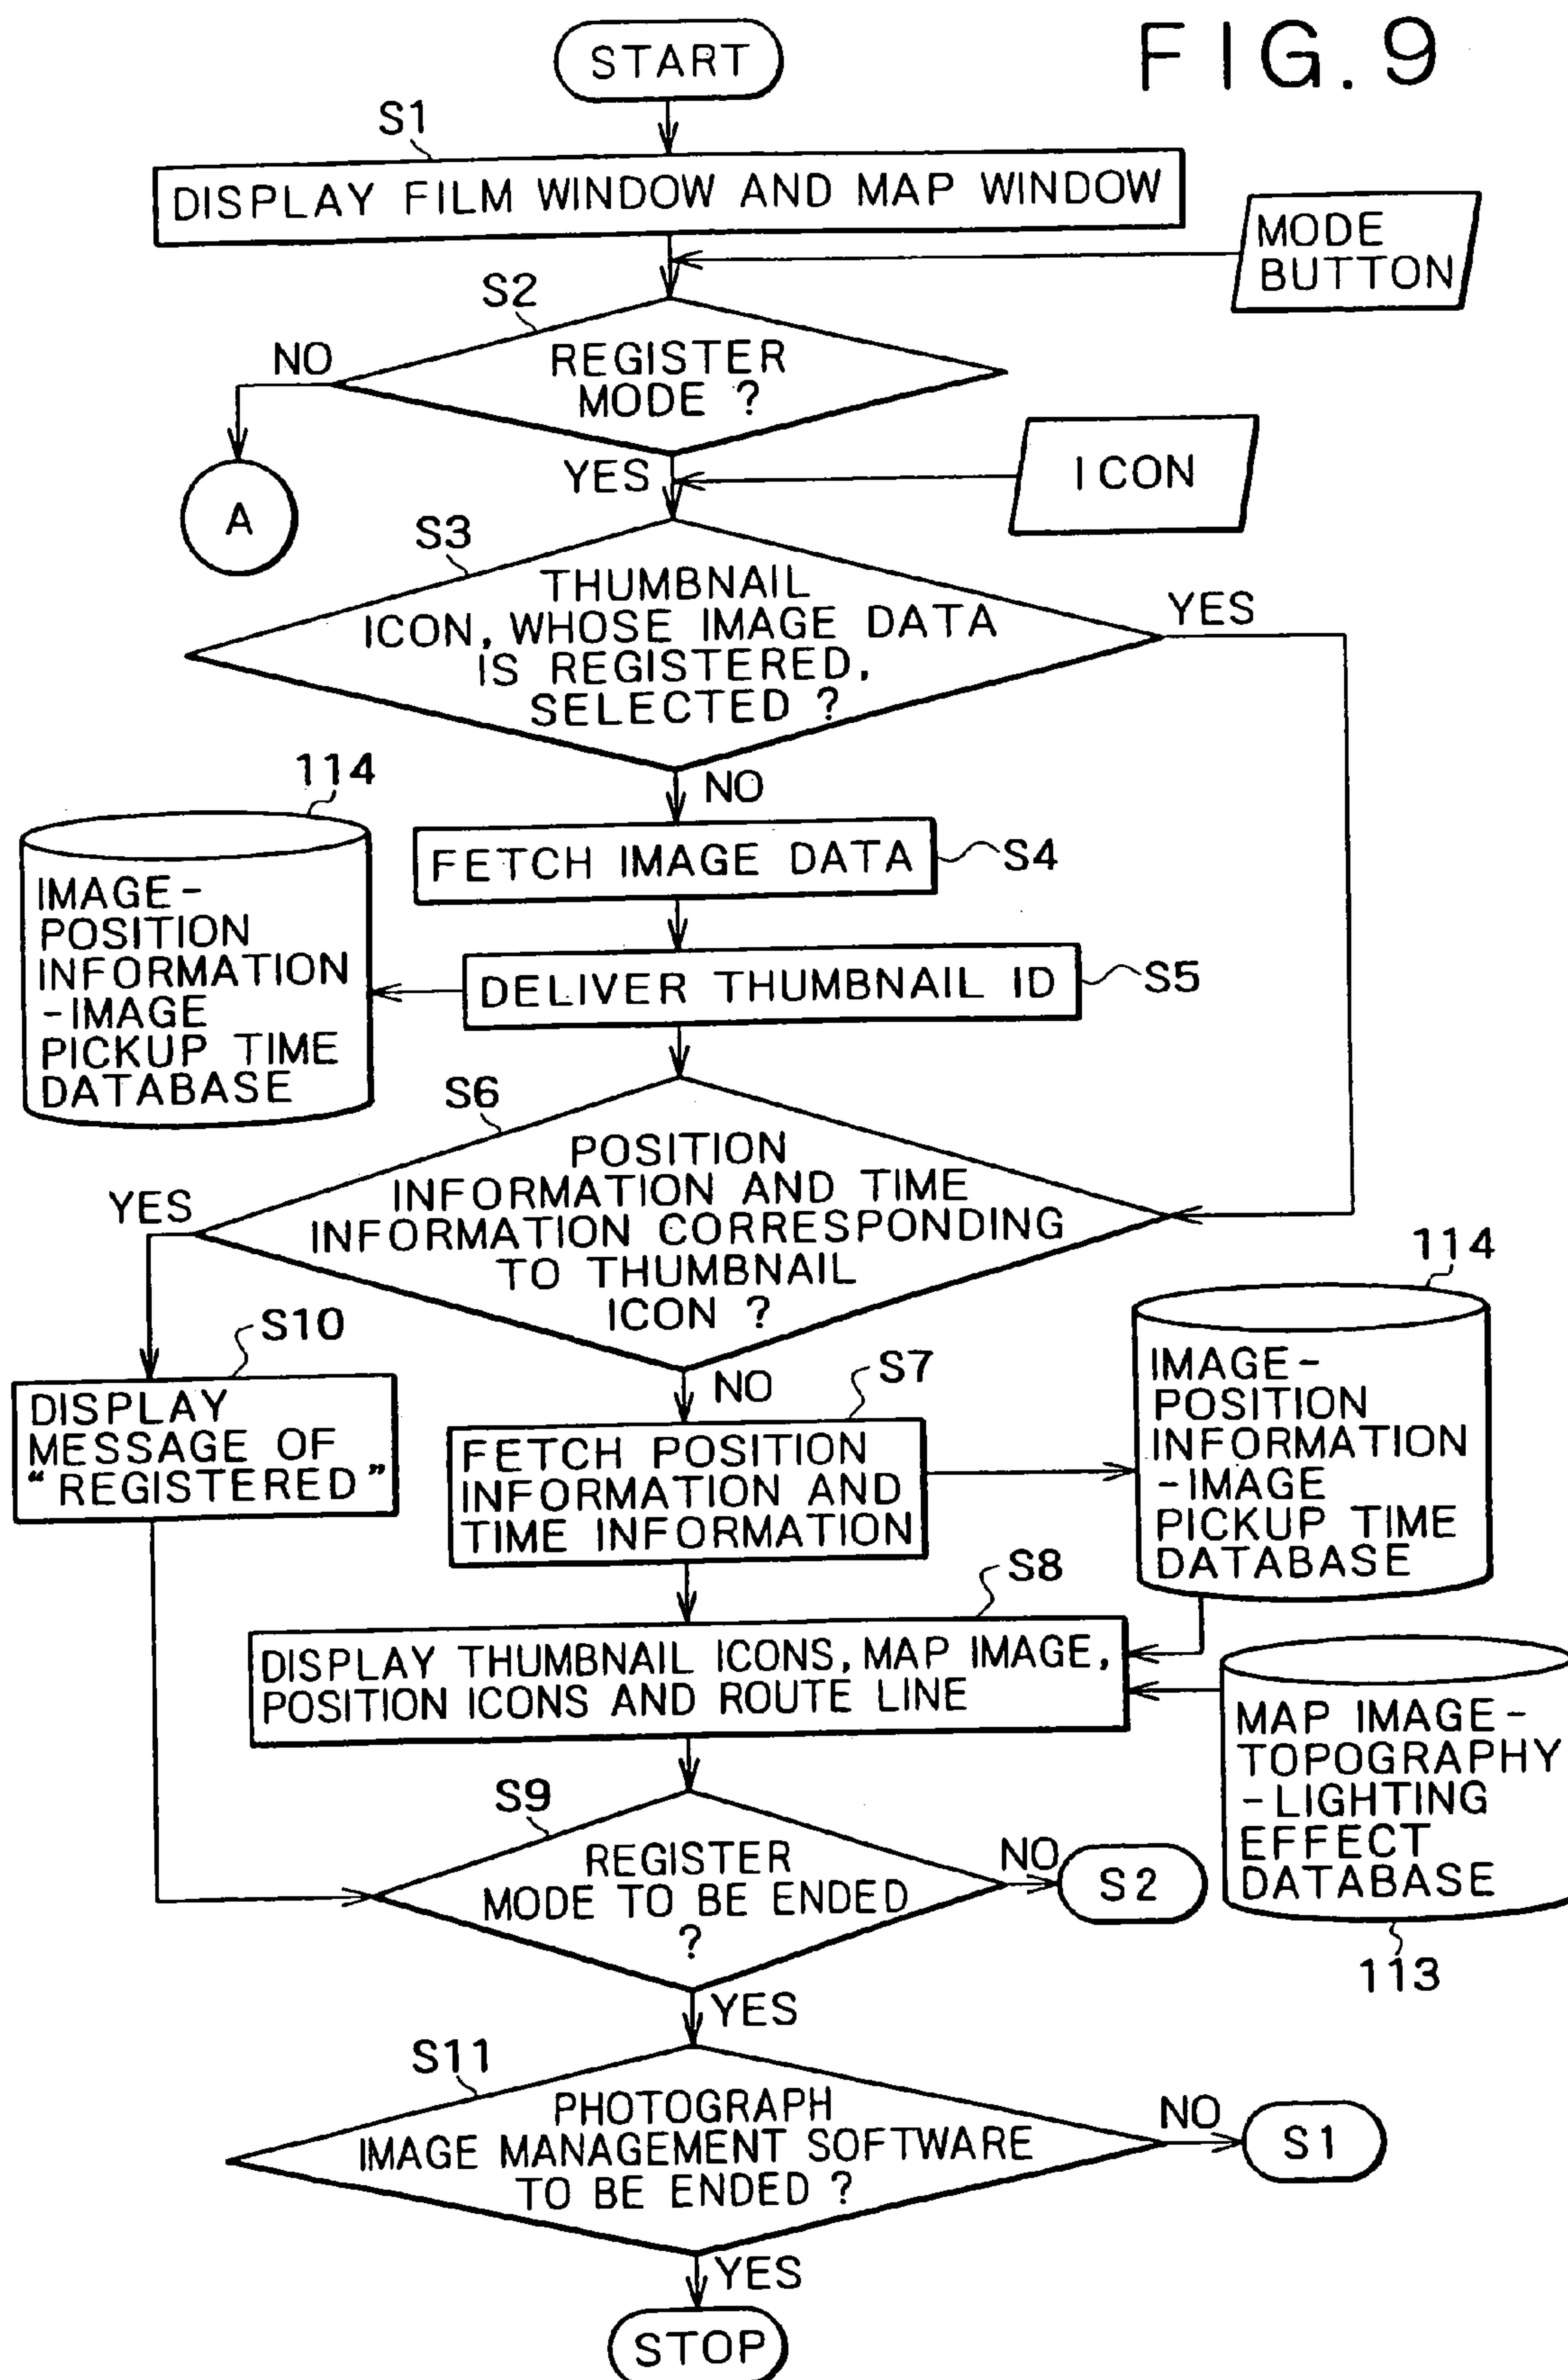 FIG. 9
START
S1
DISPLAY FILM WINDOW AND MAP WINDOW
MODE
BUTTON
S2
REGISTER
MODE ?
NO
YES
A
ICON
S3
THUMBNAIL
ICON, WHOSE IMAGE DATA
IS REGISTERED,
SELECTED ?
YES
NO
114
IMAGE-
POSITION
INFORMATION
-IMAGE
PICKUP TIME
DATABASE
FETCH IMAGE DATA
S4
DELIVER THUMBNAIL ID
S5
S6
POSITION
INFORMATION AND TIME
INFORMATION CORRESPONDING
TO THUMBNAIL
ICON ?
YES
NO
S10
DISPLAY
MESSAGE OF
"REGISTERED"
S7
FETCH POSITION
INFORMATION AND
TIME INFORMATION
114
IMAGE-
POSITION
INFORMATION
-IMAGE
PICKUP TIME
DATABASE
S8
DISPLAY THUMBNAIL ICONS, MAP IMAGE,
POSITION ICONS AND ROUTE LINE
MAP IMAGE-
TOPOGRAPHY
-LIGHTING
EFFECT
DATABASE
113
S9
REGISTER
MODE TO BE ENDED
?
NO
S2
YES
S11
PHOTOGRAPH
IMAGE MANAGEMENT SOFTWARE
TO BE ENDED ?
NO
S1
YES
STOP